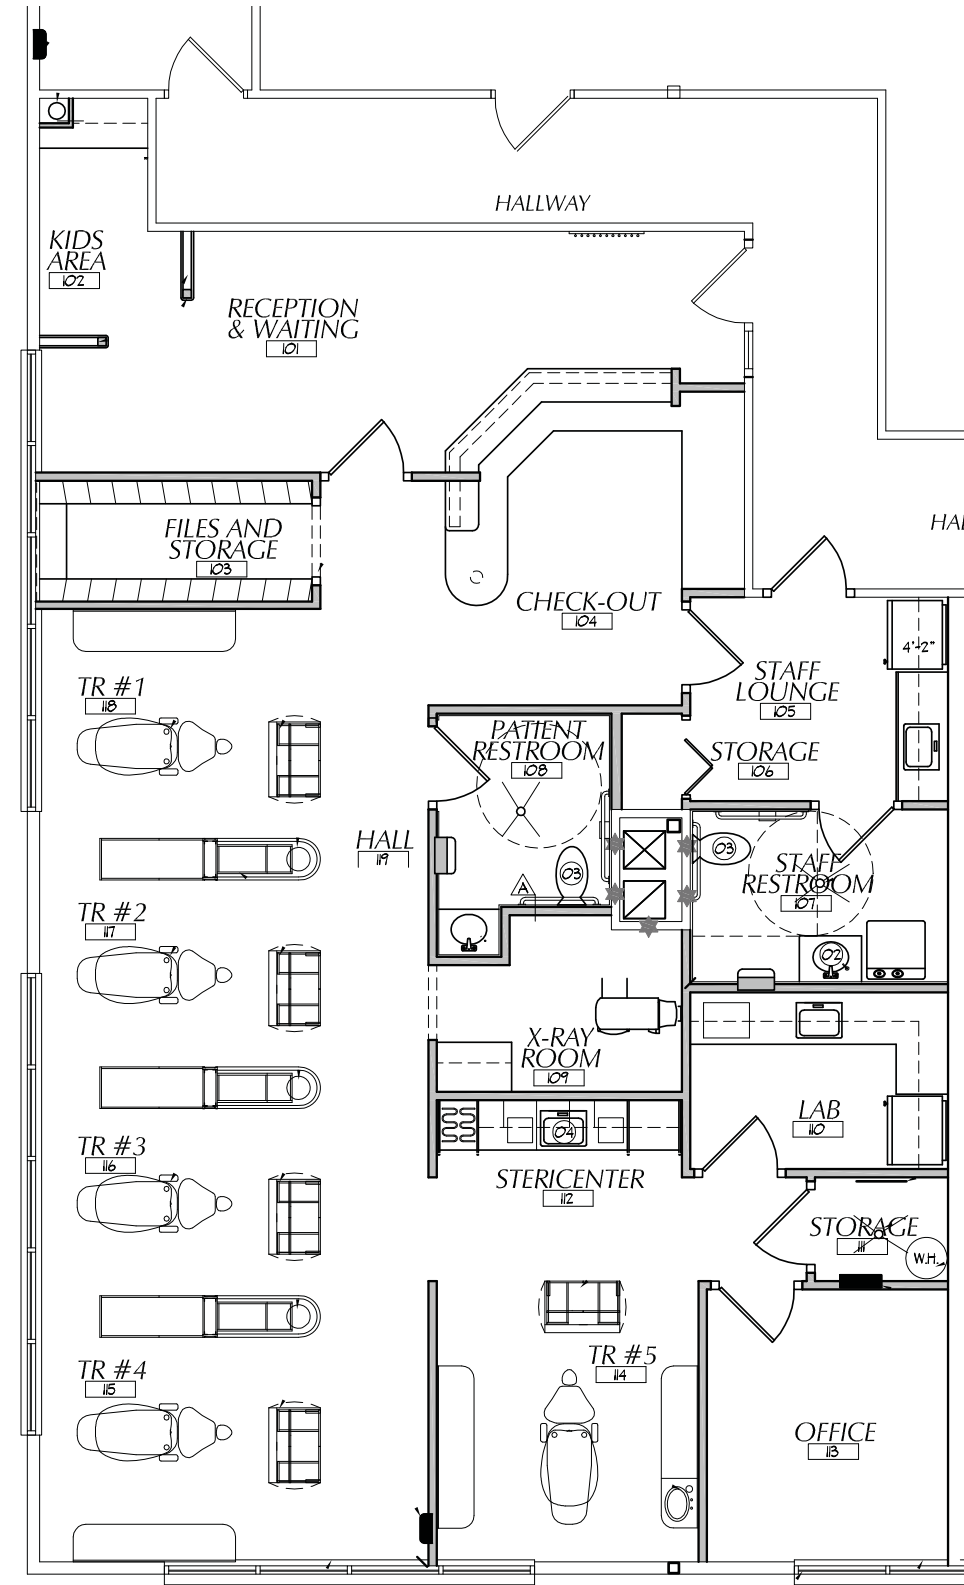 HALLWAY
KIDS
AREA
102
RECEPTION
& WAITING
101
FILES AND
STORAGE
103
CHECK-OUT
104
4'-2"
STAFF
LOUNGE
105
TR #1
118
PATIENT
RESTROOM
108
STORAGE
106
HALL
119
03
03
STAFF
RESTROOM
107
A
TR #2
117
02
X-RAY
ROOM
109
LAB
110
04
TR #3
116
STERICENTER
112
STORAGE
111
W.H.
TR #5
114
TR #4
115
OFFICE
113